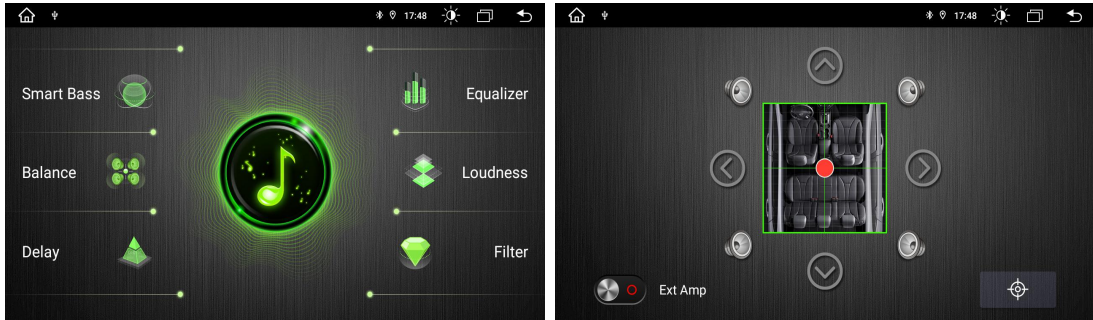 17:48
Smart Bass
Equalizer
Balance
Loudness
Delay
Filter
17:48
Ext Amp